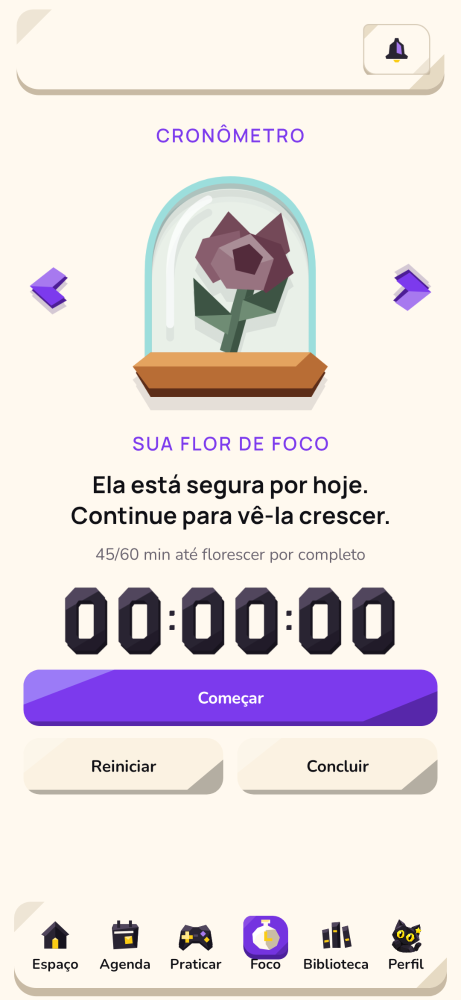 CRONÔMETRO
SUA FLOR DE FOCO
Ela está segura por hoje.
Continue para vê-la crescer.
45/60 min até florescer por completo
00:00:00
Começar
Reiniciar Concluir
Espaço Agenda Praticar Foco Biblioteca Perfil